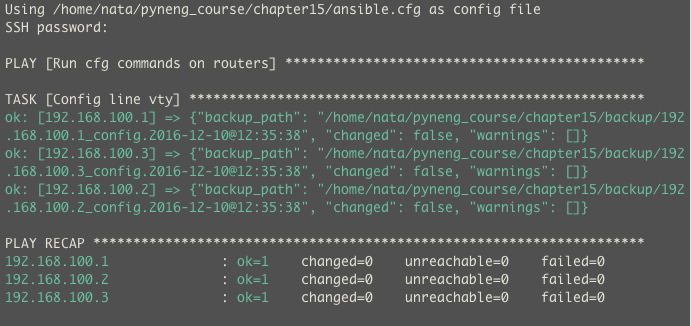 Using /home/nata/pyneng_course/chapter15/ansible.cfg as config file
SSH password:
PLAY [Run cfg commands on routers] *********************************************
TASK [Config line vty] *********************************************************
ok: [192.168.100.1] => {"backup_path": "/home/nata/pyneng_course/chapter15/backup/192
.168.100.1_config.2016-12-10@12:35:38", "changed": false, "warnings": []}
ok: [192.168.100.3] => {"backup_path": "/home/nata/pyneng_course/chapter15/backup/192
.168.100.3_config.2016-12-10@12:35:38", "changed": false, "warnings": []}
ok: [192.168.100.2] => {"backup_path": "/home/nata/pyneng_course/chapter15/backup/192
.168.100.2_config.2016-12-10@12:35:38", "changed": false, "warnings": []}
PLAY RECAP *********************************************************************
192.168.100.1              : ok=1    changed=0    unreachable=0    failed=0
192.168.100.2              : ok=1    changed=0    unreachable=0    failed=0
192.168.100.3              : ok=1    changed=0    unreachable=0    failed=0